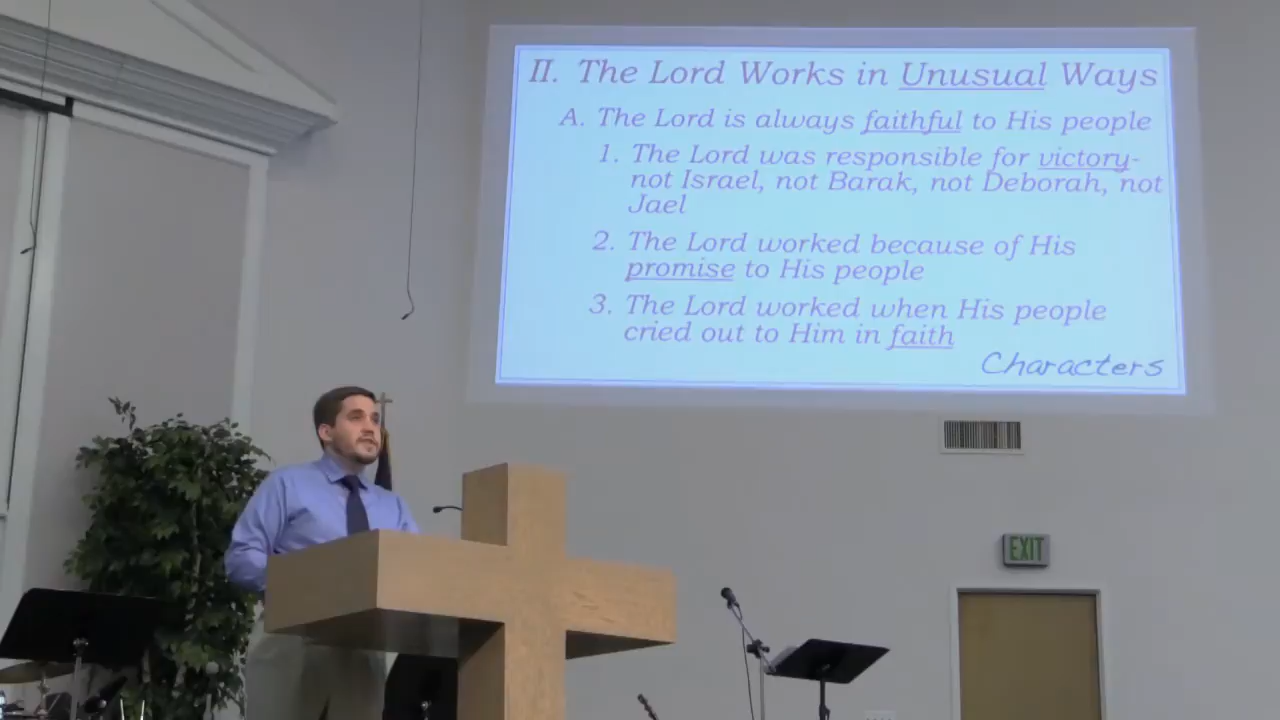 II. The Lord Works in Unusual Ways
A. The Lord is always faithful to His people
1. The Lord was responsible for victory-
not Israel, not Barak, not Deborah, not
Jael
2. The Lord worked because of His
promise to His people
3. The Lord worked when His people
cried out to Him in faith
Characters
EXIT